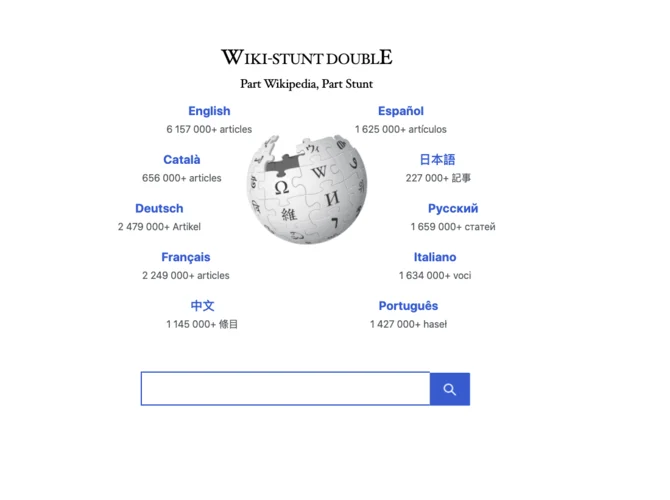 WIKI-STUNT DOUBLE
Part Wikipedia, Part Stunt
English
6 157 000+ articles
Español
1 625 000+ artículos
Català
656 000+ articles
日本語
227 000+ 記事
Deutsch
2 479 000+ Artikel
Русский
1 659 000+ статей
Français
2 249 000+ articles
Italiano
1 634 000+ voci
中文
1 145 000+ 條目
Português
1 427 000+ haseł
Ω
W
維
И